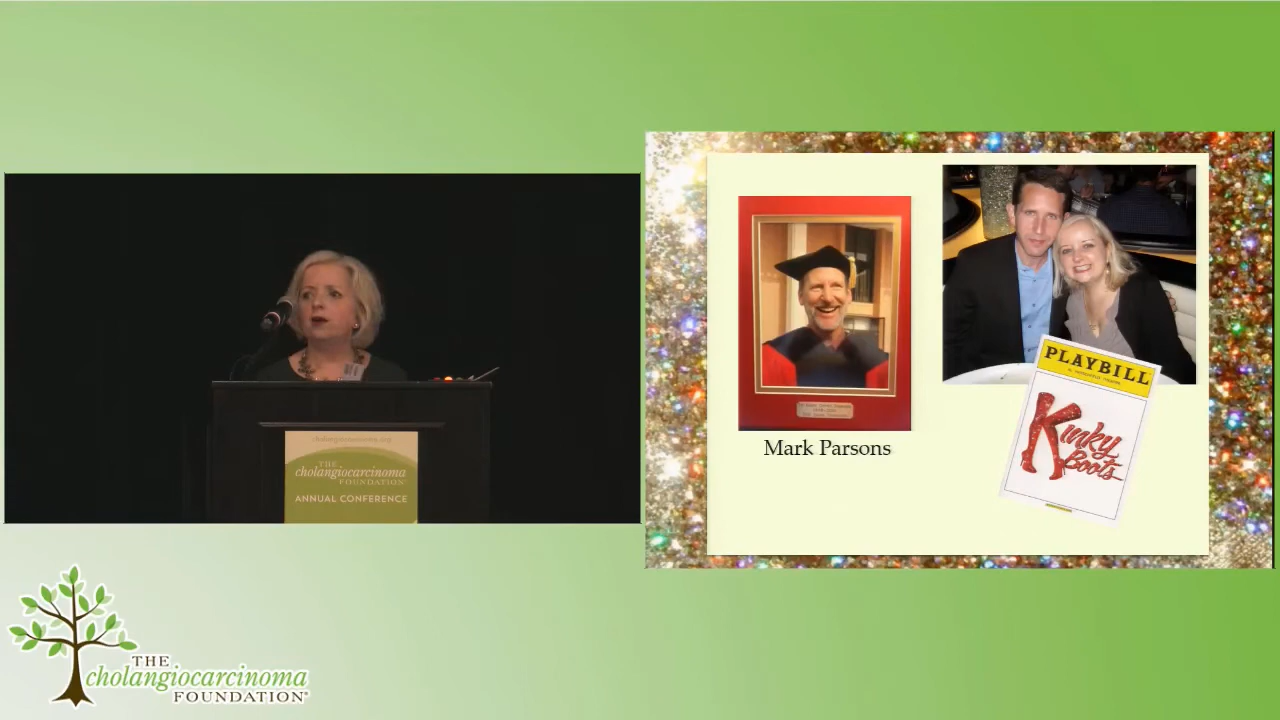 cholangiocarcinoma.org
THE
cholangiocarcinoma
FOUNDATION®
ANNUAL CONFERENCE
Mark Parsons
PLAYBILL
Kinky
Boots
THE
cholangiocarcinoma
FOUNDATION®